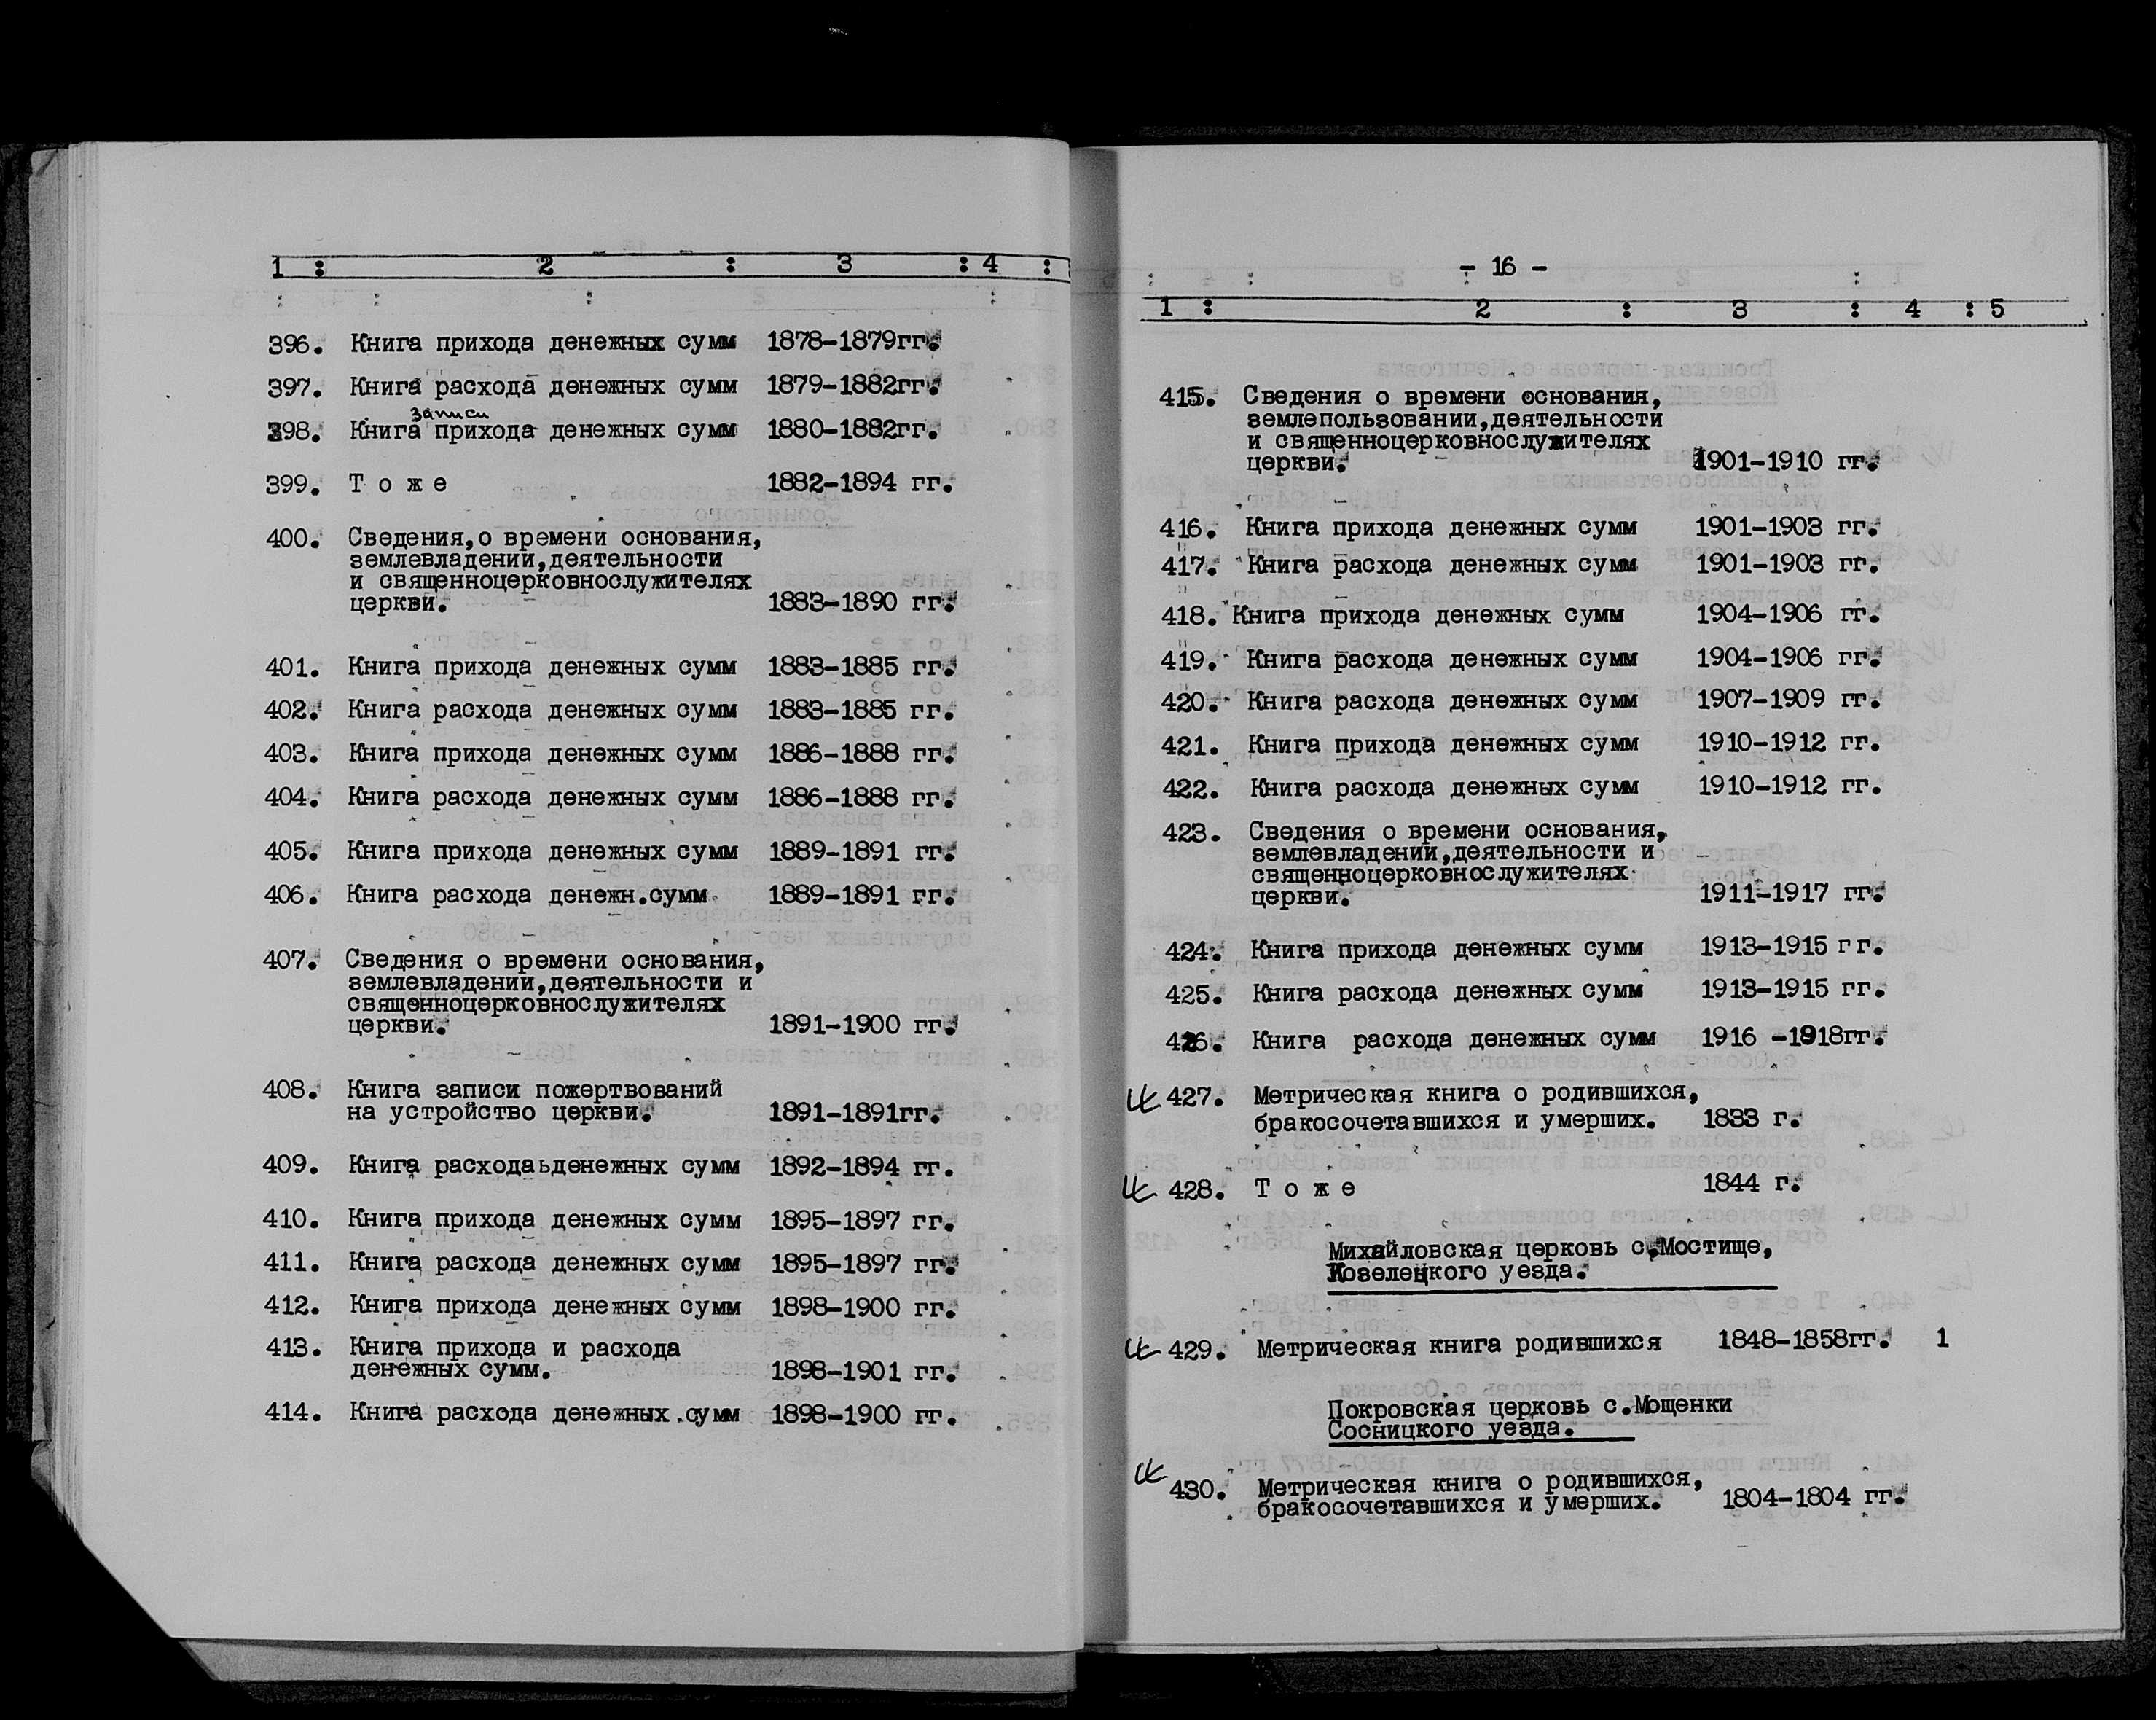 1 : 2 : 3 : 4 :
396. Книга прихода денежных сумм 1878-1879гг.
397. Книга расхода денежных сумм 1879-1882гг.
записи
398. Книга прихода денежных сумм 1880-1882гг.
399. Т о ж е 1882-1894 гг.
400. Сведения,о времени основания,
землевладении,деятельности
и священноцерковнослужителях
церкви. 1883-1890 гг.
401. Книга прихода денежных сумм 1883-1885 гг.
402. Книга расхода денежных сумм 1883-1885 гг.
403. Книга прихода денежных сумм 1886-1888 гг.
404. Книга расхода денежных сумм 1886-1888 гг.
405. Книга прихода денежных сумм 1889-1891 гг.
406. Книга расхода денежн.сумм 1889-1891 гг.
407. Сведения о времени основания,
землевладении,деятельности и
священноцерковнослужителях
церкви. 1891-1900 гг.
408. Книга записи пожертвований
на устройство церкви. 1891-1891гг.
409. Книга расходаьденежных сумм 1892-1894 гг.
410. Книга прихода денежных сумм 1895-1897 гг.
411. Книга расхода денежных сумм 1895-1897 гг.
412. Книга прихода денежных сумм 1898-1900 гг.
413. Книга прихода и расхода
денежных сумм. 1898-1901 гг.
414. Книга расхода денежных сумм 1898-1900 гг.
- 16 -
1 : 2 : 3 : 4 : 5
415. Сведения о времени основания,
землепользовании,деятельности
и священноцерковнослужителях
церкви. 1901-1910 гг.
416. Книга прихода денежных сумм 1901-1903 гг.
417. Книга расхода денежных сумм 1901-1903 гг.
418. Книга прихода денежных сумм 1904-1906 гг.
419. Книга расхода денежных сумм 1904-1906 гг.
420. Книга расхода денежных сумм 1907-1909 гг.
421. Книга прихода денежных сумм 1910-1912 гг.
422. Книга расхода денежных сумм 1910-1912 гг.
423. Сведения о времени основания,
землевладении,деятельности и
священноцерковнослужителях
церкви. 1911-1917 гг.
424. Книга прихода денежных сумм 1913-1915 г г.
425. Книга расхода денежных сумм 1913-1915 гг.
426. Книга расхода денежных сумм 1916 -1918гг.
427. Метрическая книга о родившихся,
бракосочетавшихся и умерших. 1833 г.
428. Т о ж е 1844 г.
Михайловская церковь с.Мостище,
Козелецкого уезда.
429. Метрическая книга родившихся 1848-1858гг. 1
Покровская церковь с.Мощенки
Сосницкого уезда.
430. Метрическая книга о родившихся,
бракосочетавшихся и умерших. 1804-1804 гг.